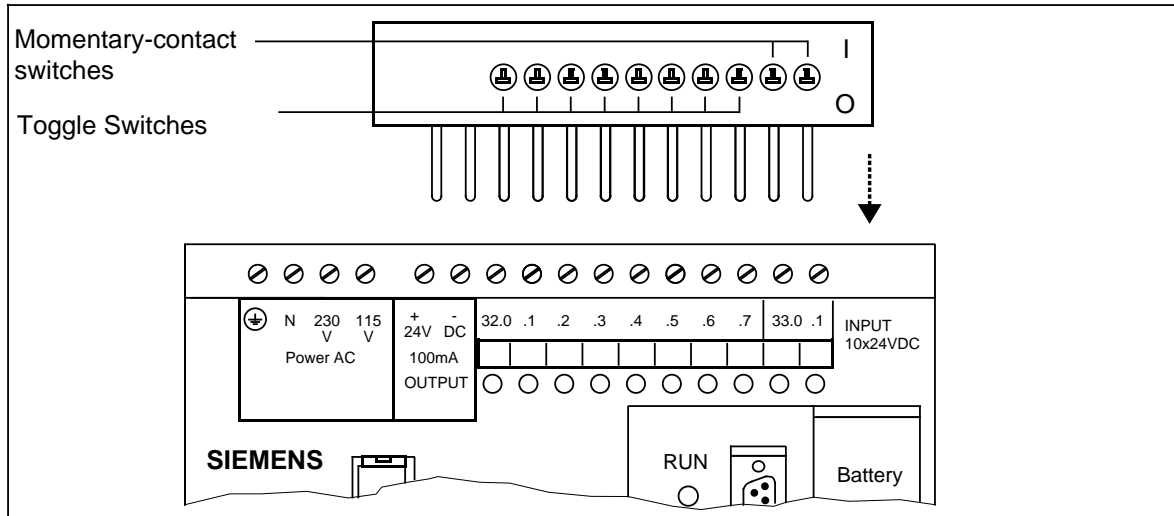 Momentary-contact
switches
I
Toggle Switches
O
N 230 V 115 V
Power AC
+ -
24V DC
100mA
OUTPUT
32.0 .1 .2 .3 .4 .5 .6 .7 33.0 .1
INPUT
10x24VDC
SIEMENS
RUN
Battery